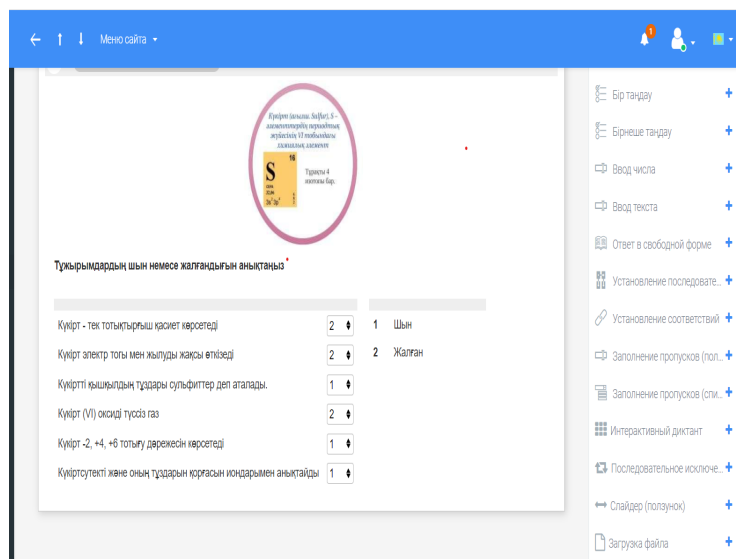 Меню сайта
1
Күкірт (латын. Sulfur), S –
элементтердің периодтық
жүйесінің VI тобындағы
химиялық элемент
16
S
Тұрақты 4
изотопы бар.
Тұжырымдардың шын немесе жалғандығын анықтаңыз *
Күкірт - тек тотықтырғыш қасиет көрсетеді 2
1 Шын
Күкірт электр тогы мен жылуды жақсы өткізеді 2
2 Жалған
Күкіртті қышқылдың тұздары сульфиттер деп аталады. 1
Күкірт (VI) оксиді түссіз газ 2
Күкірт -2, +4, +6 тотығу дәрежесін көрсетеді 1
Күкіртсутекті және оның тұздарын қорғасын иондарымен анықтайды 1
Бір таңдау
Бірнеше таңдау
Ввод числа
Ввод текста
Ответ в свободной форме
Установление последовате...
Установление соответствий
Заполнение пропусков (пол...
Заполнение пропусков (спи...
Интерактивный диктант
Последовательное исключе...
Слайдер (ползунок)
Загрузка файла